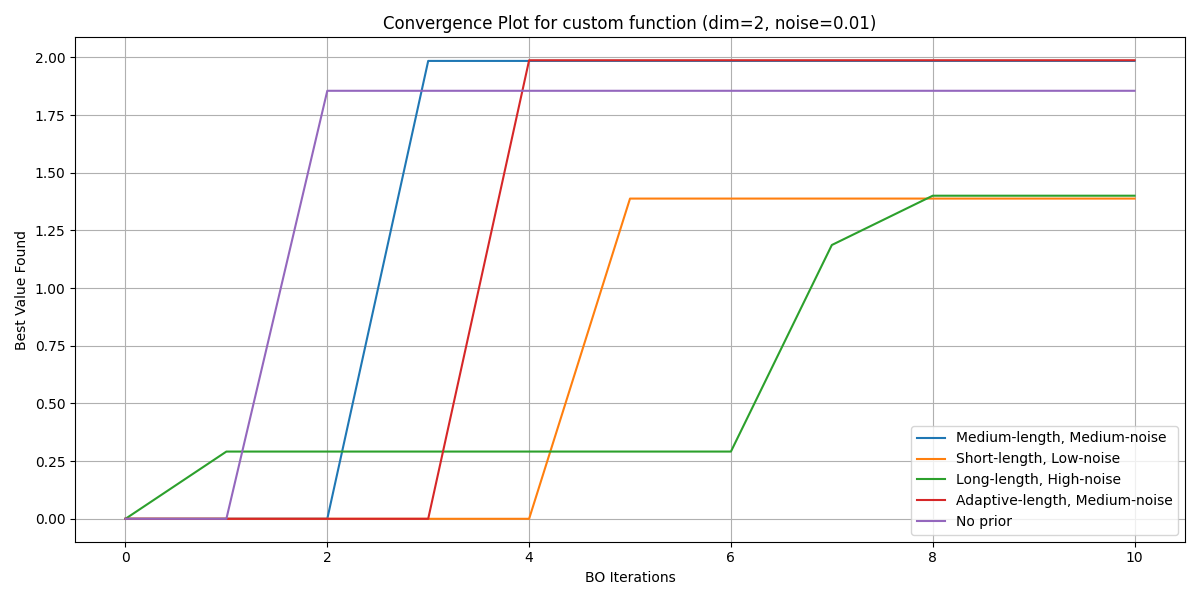 Convergence Plot for custom function (dim=2, noise=0.01)
Best Value Found
2.00
1.75
1.50
1.25
1.00
0.75
0.50
0.25
0.00
0 2 4 6 8 10
BO Iterations
Medium-length, Medium-noise
Short-length, Low-noise
Long-length, High-noise
Adaptive-length, Medium-noise
No prior